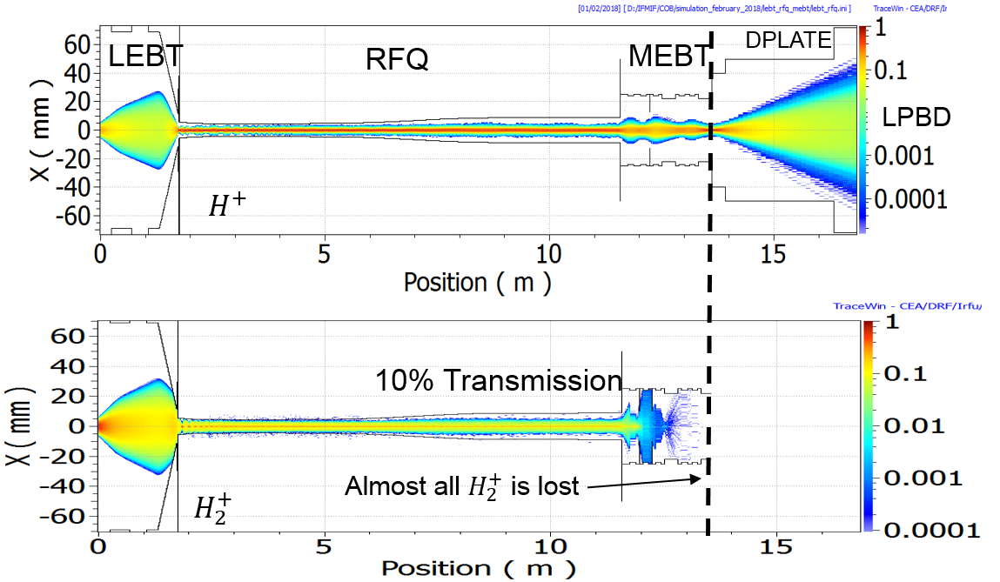 [01/02/2018] [ D:/IFMIF/COB/simulation_february_2018/lebt_rfq_mebt/lebt_rfq.ini ]
TraceWin - CEA/DRF/Ir
LEBT
RFQ
MEBT
DPLATE
LPBD
H⁺
X ( mm )
60
40
20
0
-20
-40
-60
0
5
10
15
Position ( m )
1
0.1
0.001
0.0001
TraceWin - CEA/DRF/Irfu/
10% Transmission
Almost all H₂⁺ is lost
H₂⁺
X ( mm )
60
40
20
0
-20
-40
-60
0
5
10
15
Position ( m )
1
0.1
0.01
0.001
0.0001